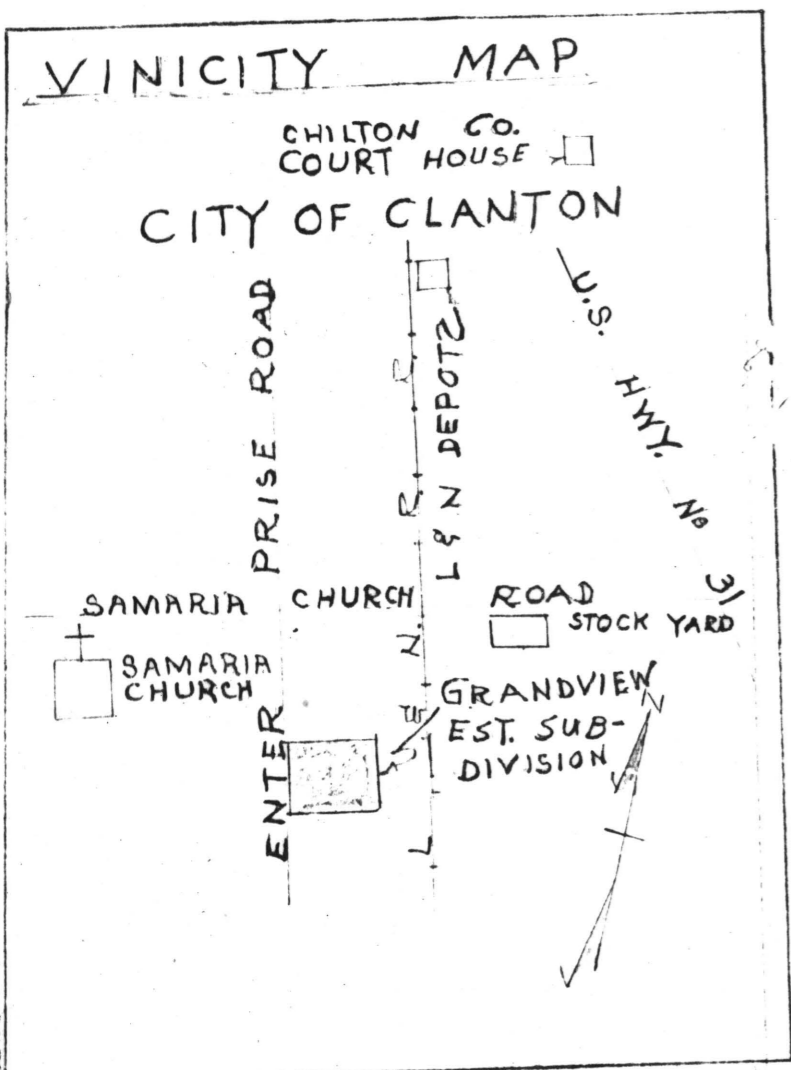 VINICITY MAP
CHILTON CO.
COURT HOUSE
CITY OF CLANTON
ENTER PRISE ROAD
L & N R. R.
L & N DEPOT
U.S. HWY. No 31
SAMARIA CHURCH ROAD
STOCK YARD
SAMARIA
CHURCH
GRANDVIEW
EST. SUB-
DIVISION
N